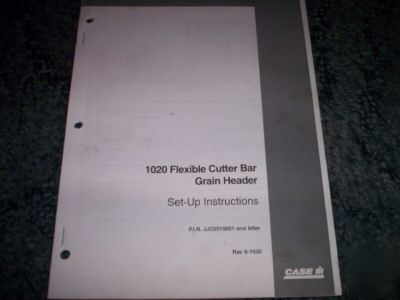 1020 Flexible Cutter Bar
Grain Header
Set-Up Instructions
P.I.N. JJC0315001 and After
Rac 6-1035
CASE IH